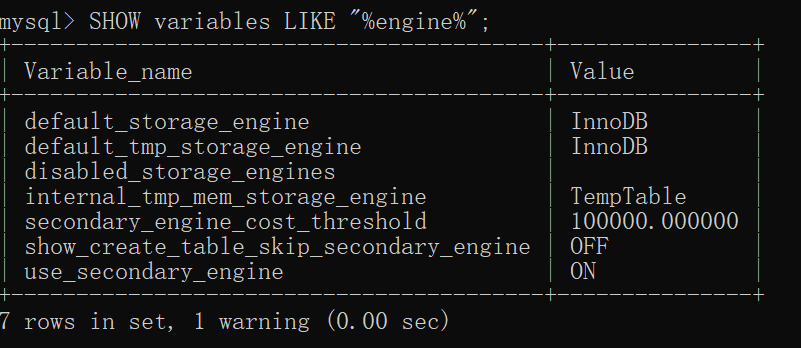 mysql> SHOW variables LIKE "%engine%";
+------------------------------------------+---------------+
| Variable_name | Value |
+------------------------------------------+---------------+
| default_storage_engine | InnoDB |
| default_tmp_storage_engine | InnoDB |
| disabled_storage_engines | |
| internal_tmp_mem_storage_engine | TempTable |
| secondary_engine_cost_threshold | 100000.000000 |
| show_create_table_skip_secondary_engine | OFF |
| use_secondary_engine | ON |
+------------------------------------------+---------------+
7 rows in set, 1 warning (0.00 sec)